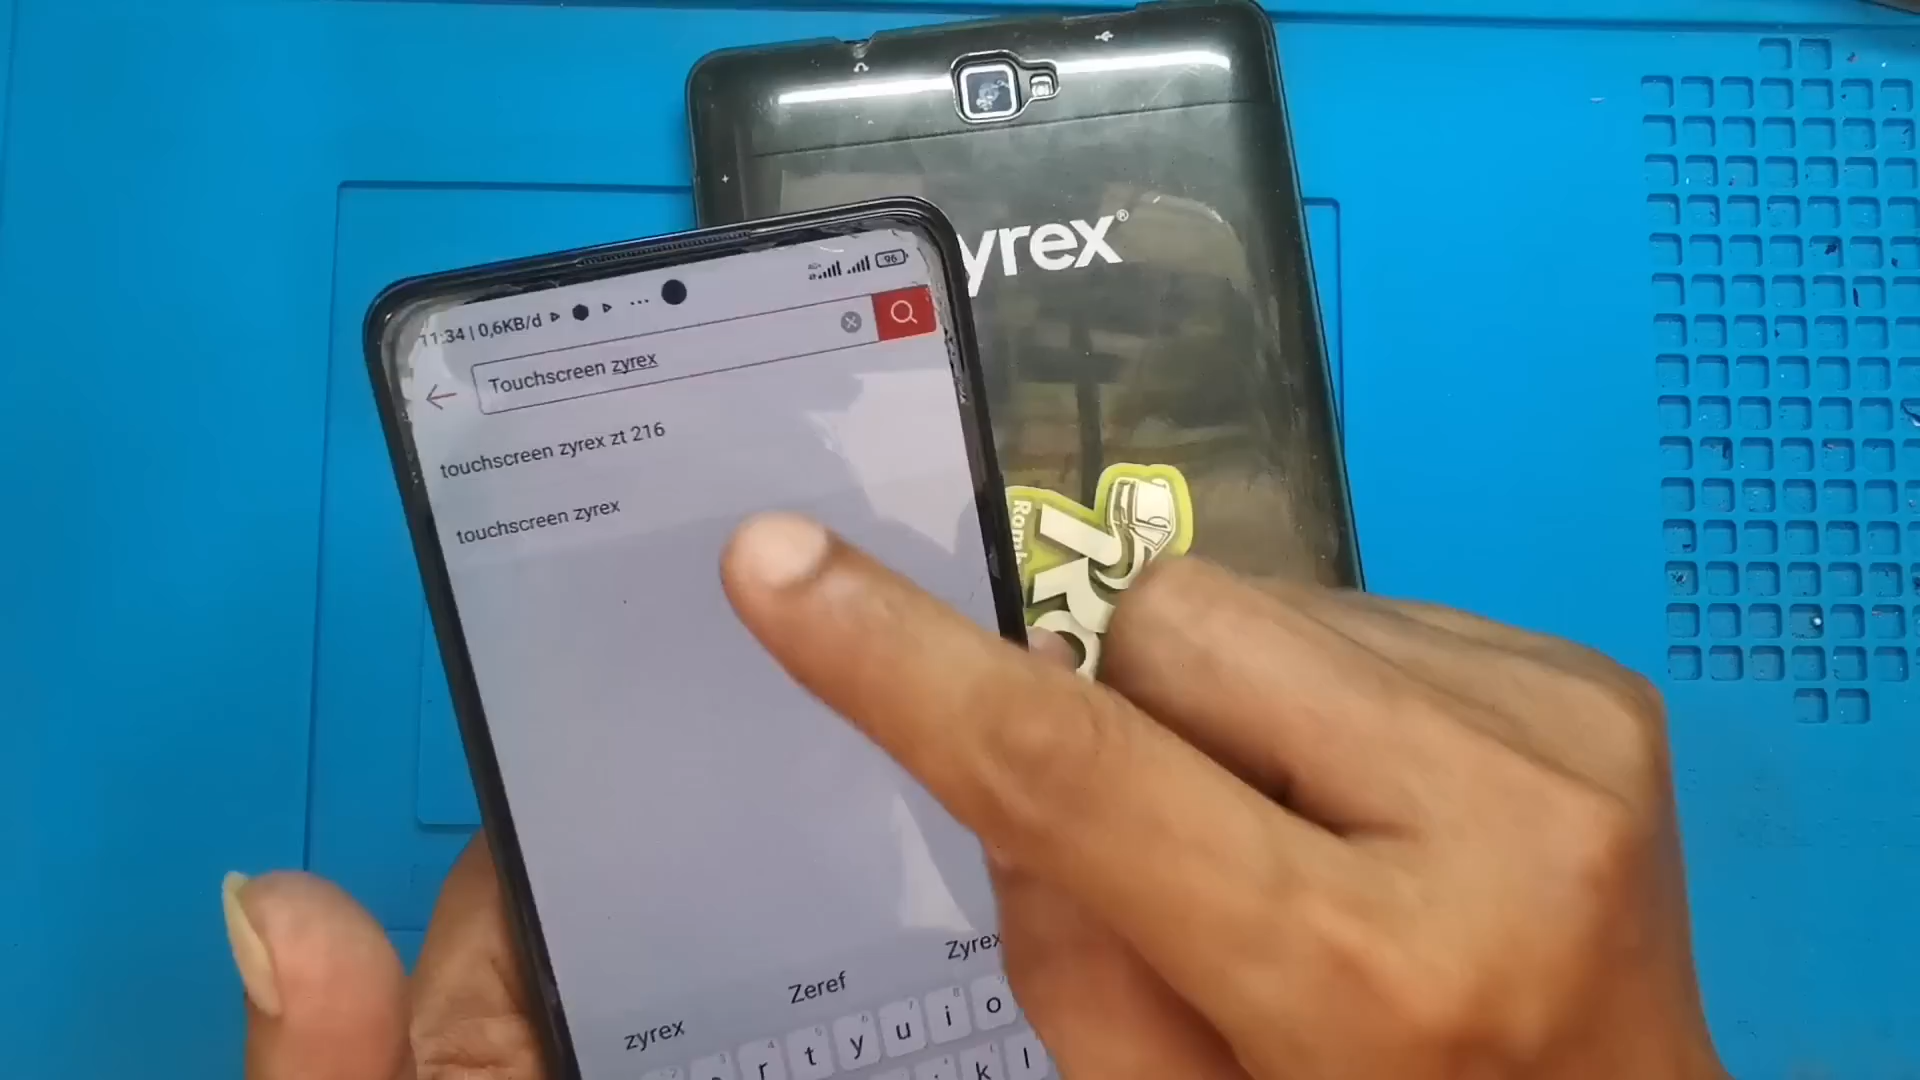 yrex®
11:34 | 0,6KB/d ... 96
Touchscreen zyrex
touchscreen zyrex zt 216
touchscreen zyrex
zyrex Zeref Zyrex
r t y u i o
k l